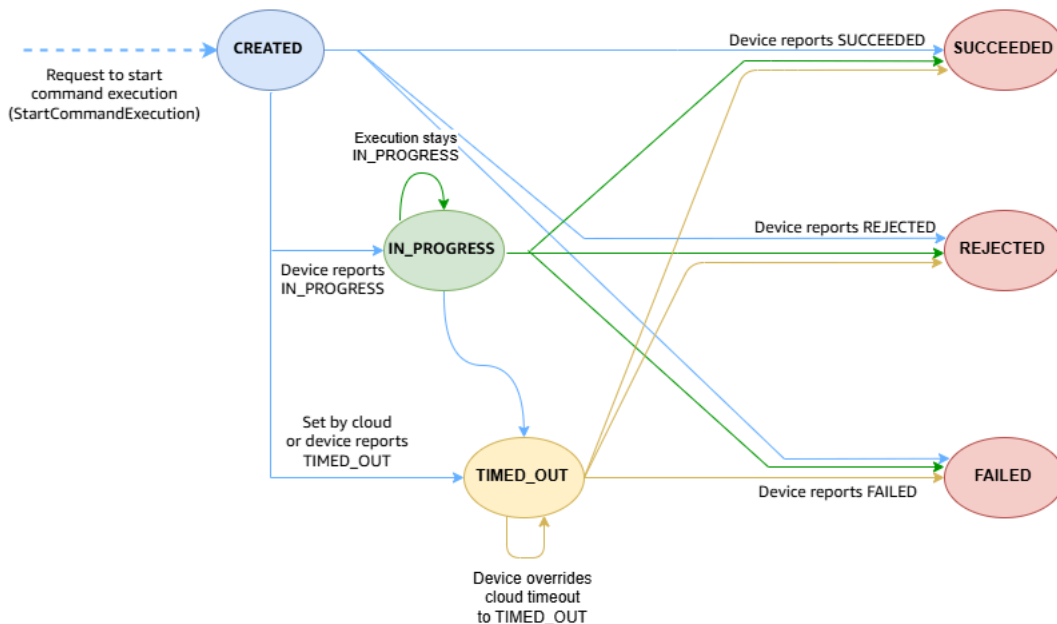 CREATED
Device reports SUCCEEDED
SUCCEEDED
Request to start
command execution
(StartCommandExecution)
Execution stays
IN_PROGRESS
IN_PROGRESS
Device reports
IN_PROGRESS
Device reports REJECTED
REJECTED
Set by cloud
or device reports
TIMED_OUT
TIMED_OUT
Device reports FAILED
FAILED
Device overrides
cloud timeout
to TIMED_OUT